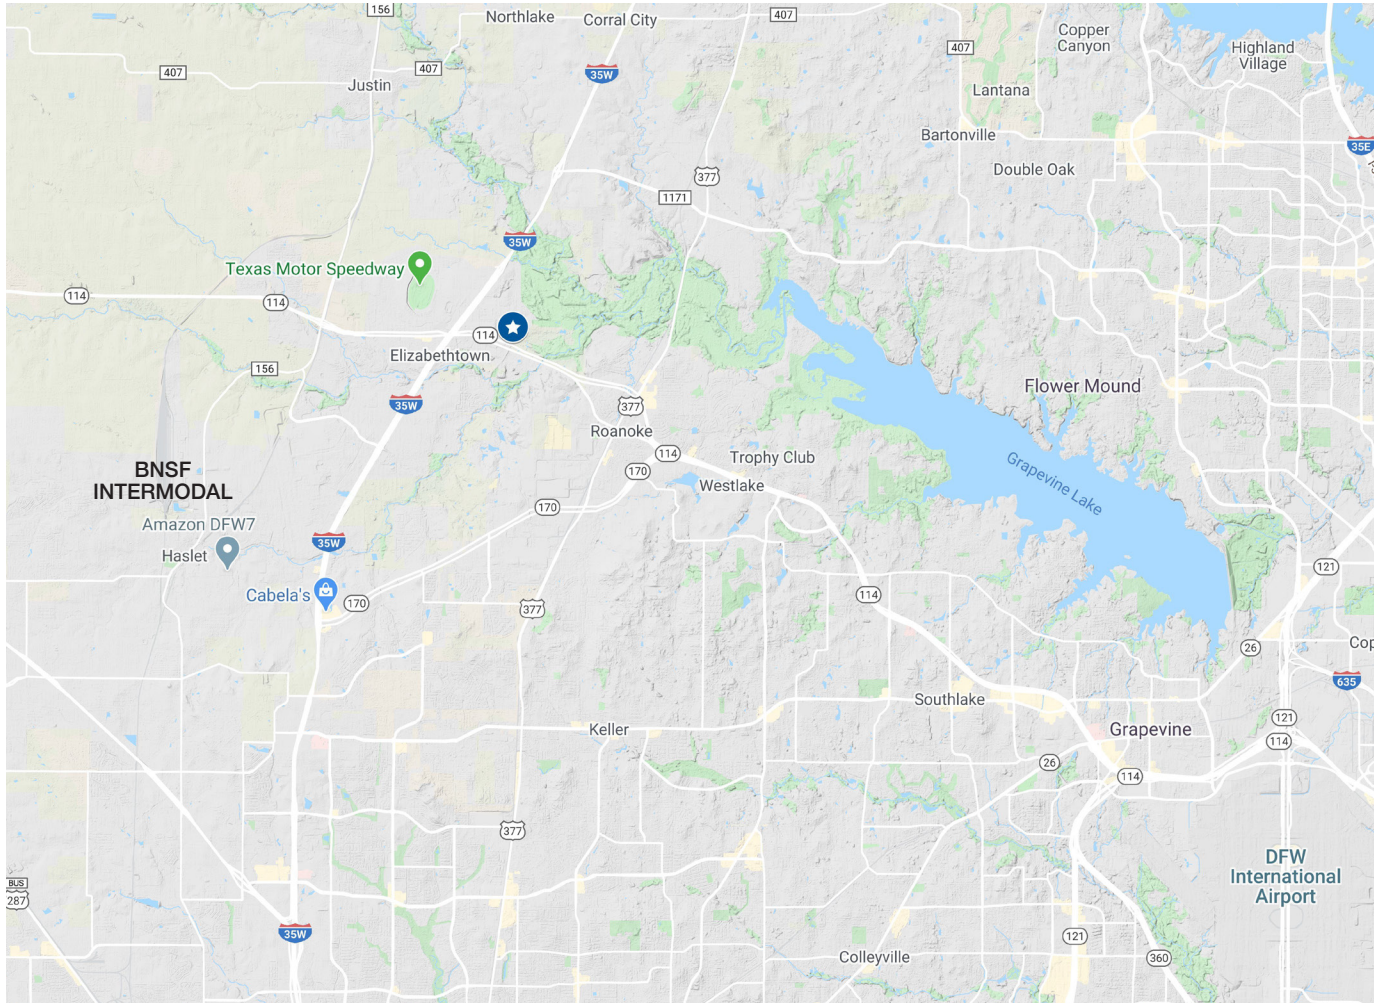 156
Northlake
Corral City
407
Copper
Canyon
407
Highland
Village
407
407
35W
Justin
Lantana
Bartonville
35E
Double Oak
377
1171
35W
Texas Motor Speedway
114
114
114
Elizabethtown
156
35W
377
Flower Mound
Roanoke
114
Trophy Club
170
Westlake
Grapevine Lake
BNSF
INTERMODAL
170
Amazon DFW7
Haslet
35W
121
Cabela's
170
377
114
26
Cop
635
Southlake
121
Keller
Grapevine
114
26
114
377
DFW
International
Airport
BUS
287
35W
121
Colleyville
360